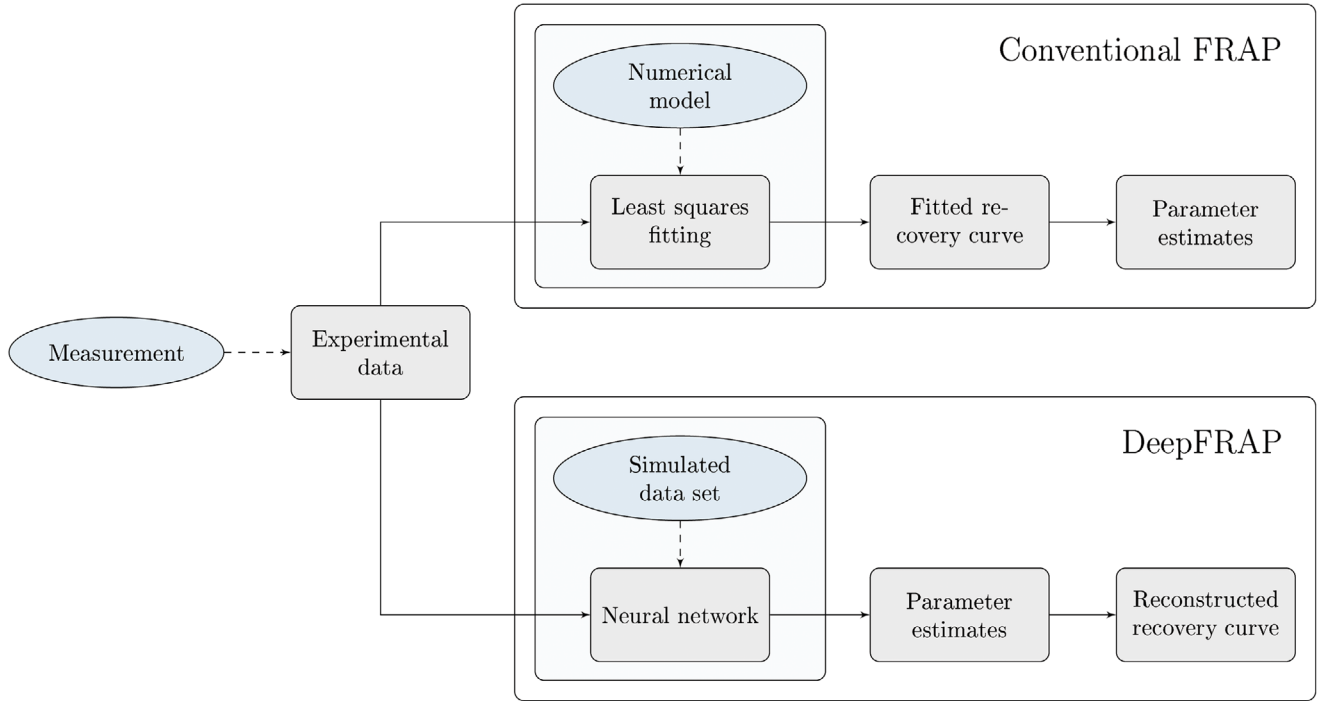 Conventional FRAP
Numerical
model
Least squares
fitting
Fitted re-
covery curve
Parameter
estimates
Measurement
Experimental
data
DeepFRAP
Simulated
data set
Neural network
Parameter
estimates
Reconstructed
recovery curve